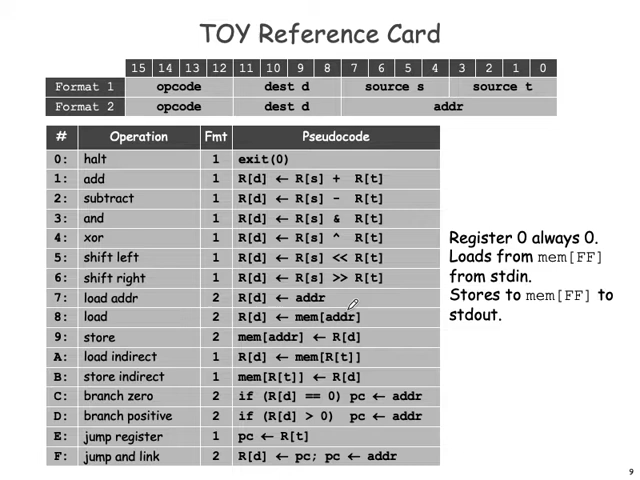 TOY Reference Card
15 14 13 12 11 10 9 8 7 6 5 4 3 2 1 0
Format 1 opcode dest d source s source t
Format 2 opcode dest d addr
# Operation Fmt Pseudocode
0: halt 1 exit(0)
1: add 1 R[d] ← R[s] + R[t]
2: subtract 1 R[d] ← R[s] - R[t]
3: and 1 R[d] ← R[s] & R[t]
4: xor 1 R[d] ← R[s] ^ R[t]
5: shift left 1 R[d] ← R[s] << R[t]
6: shift right 1 R[d] ← R[s] >> R[t]
7: load addr 2 R[d] ← addr
8: load 2 R[d] ← mem[addr]
9: store 2 mem[addr] ← R[d]
A: load indirect 1 R[d] ← mem[R[t]]
B: store indirect 1 mem[R[t]] ← R[d]
C: branch zero 2 if (R[d] == 0) pc ← addr
D: branch positive 2 if (R[d] > 0) pc ← addr
E: jump register 1 pc ← R[t]
F: jump and link 2 R[d] ← pc; pc ← addr
Register 0 always 0.
Loads from mem[FF]
from stdin.
Stores to mem[FF] to
stdout.
9